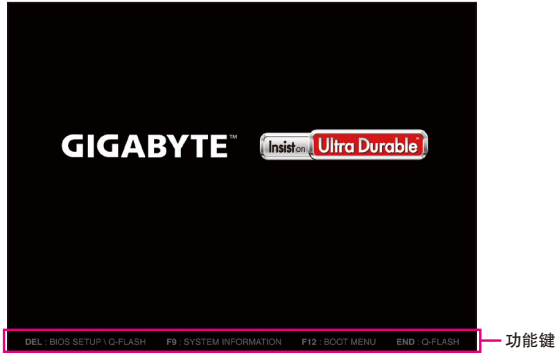 GIGABYTE™ Insist on Ultra Durable™
DEL : BIOS SETUP \ Q-FLASH F9 : SYSTEM INFORMATION F12 : BOOT MENU END : Q-FLASH 功能键